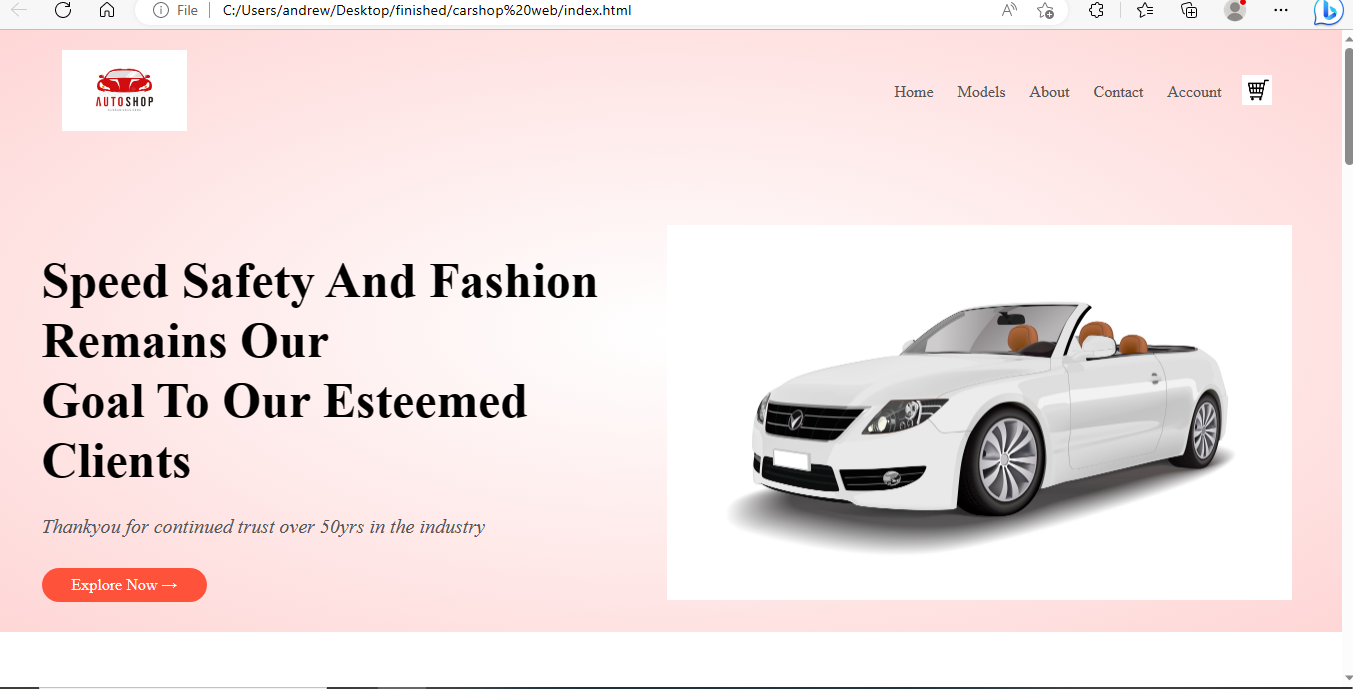 File
C:/Users/andrew/Desktop/finished/carshop%20web/index.html
AUTOSHOP
Home Models About Contact Account
Speed Safety And Fashion
Remains Our
Goal To Our Esteemed
Clients
Thankyou for continued trust over 50yrs in the industry
Explore Now →